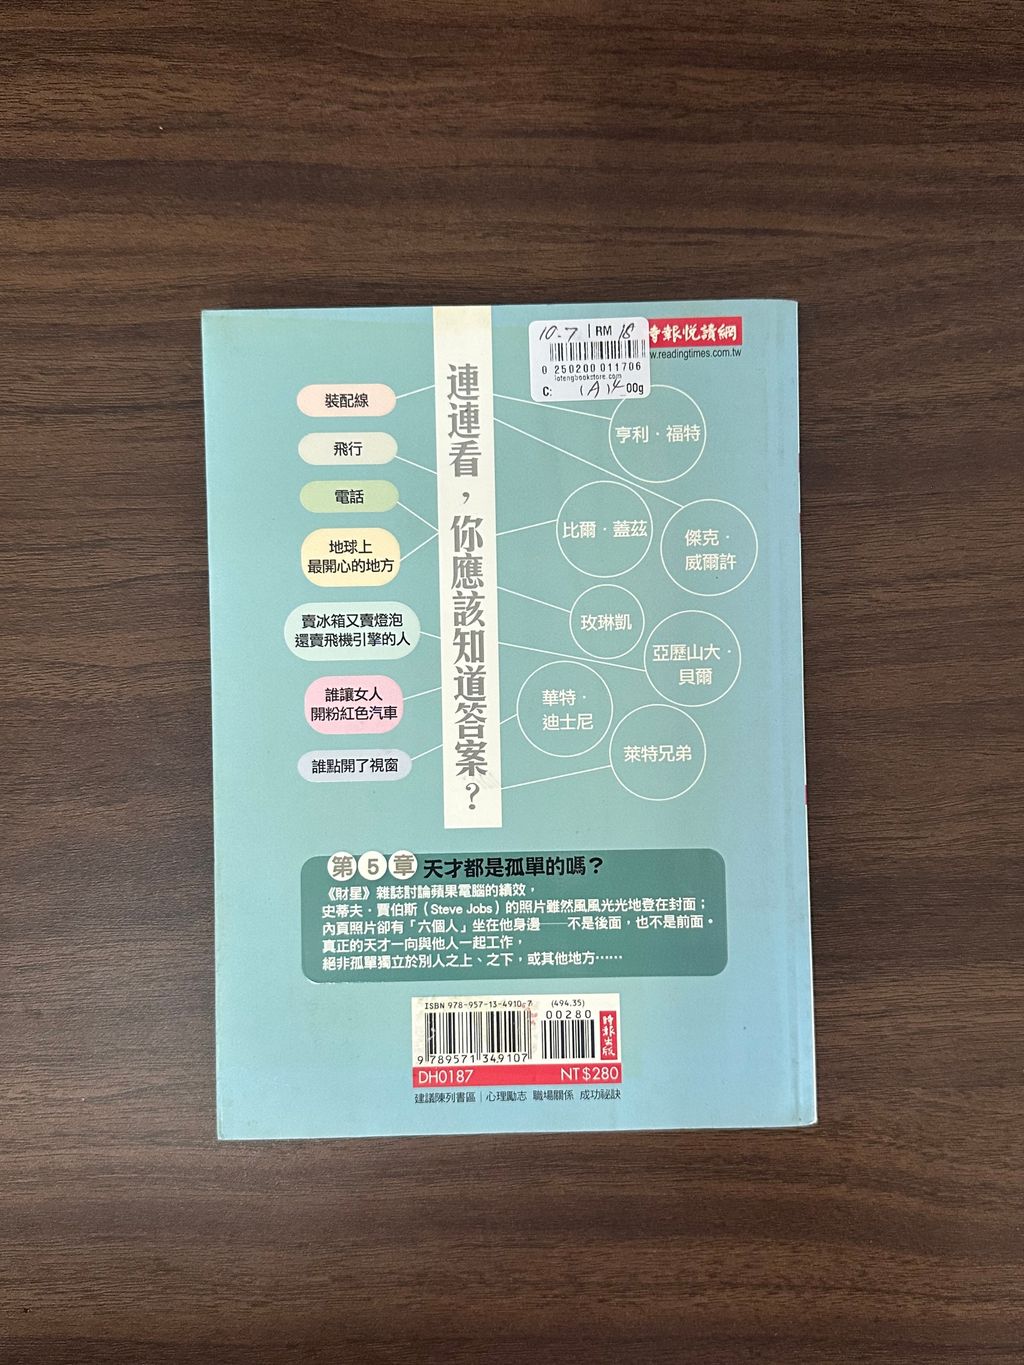 10-7 RM 18
0 250200 011706
lotengbookstore.com
C: (A) 00g
時報悅讀網
w.readingtimes.com.tw
連連看，你應該知道答案？
裝配線
飛行
電話
地球上
最開心的地方
賣冰箱又賣燈泡
還賣飛機引擎的人
誰讓女人
開粉紅色汽車
誰點開了視窗
亨利．福特
比爾．蓋茲
傑克．
威爾許
玫琳凱
亞歷山大．
貝爾
華特．
迪士尼
萊特兄弟
第5章 天才都是孤單的嗎？
《財星》雜誌討論蘋果電腦的績效，
史蒂夫．賈伯斯（Steve Jobs）的照片雖然風風光光地登在封面；
內頁照片卻有「六個人」坐在他身邊──不是後面，也不是前面。
真正的天才一向與他人一起工作，
絕非孤單獨立於別人之上、之下，或其他地方……
ISBN 978-957-13-4910-7 (494.35)
00280
9 789571 349107
時報出版
DH0187 NT$280
建議陳列書區│心理勵志 職場關係 成功祕訣